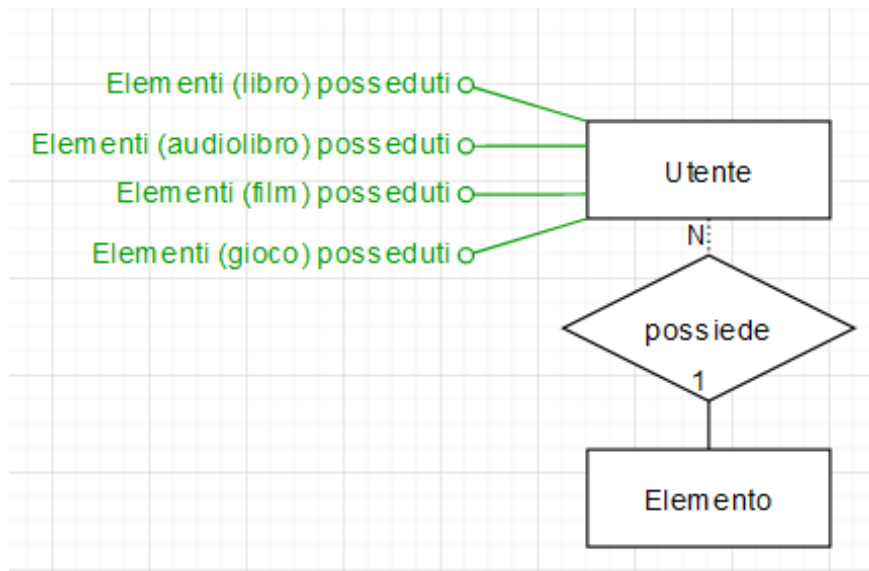 Elementi (libro) posseduti
Elementi (audiolibro) posseduti
Utente
Elementi (film) posseduti
N
Elementi (gioco) posseduti
possiede
1
Elemento